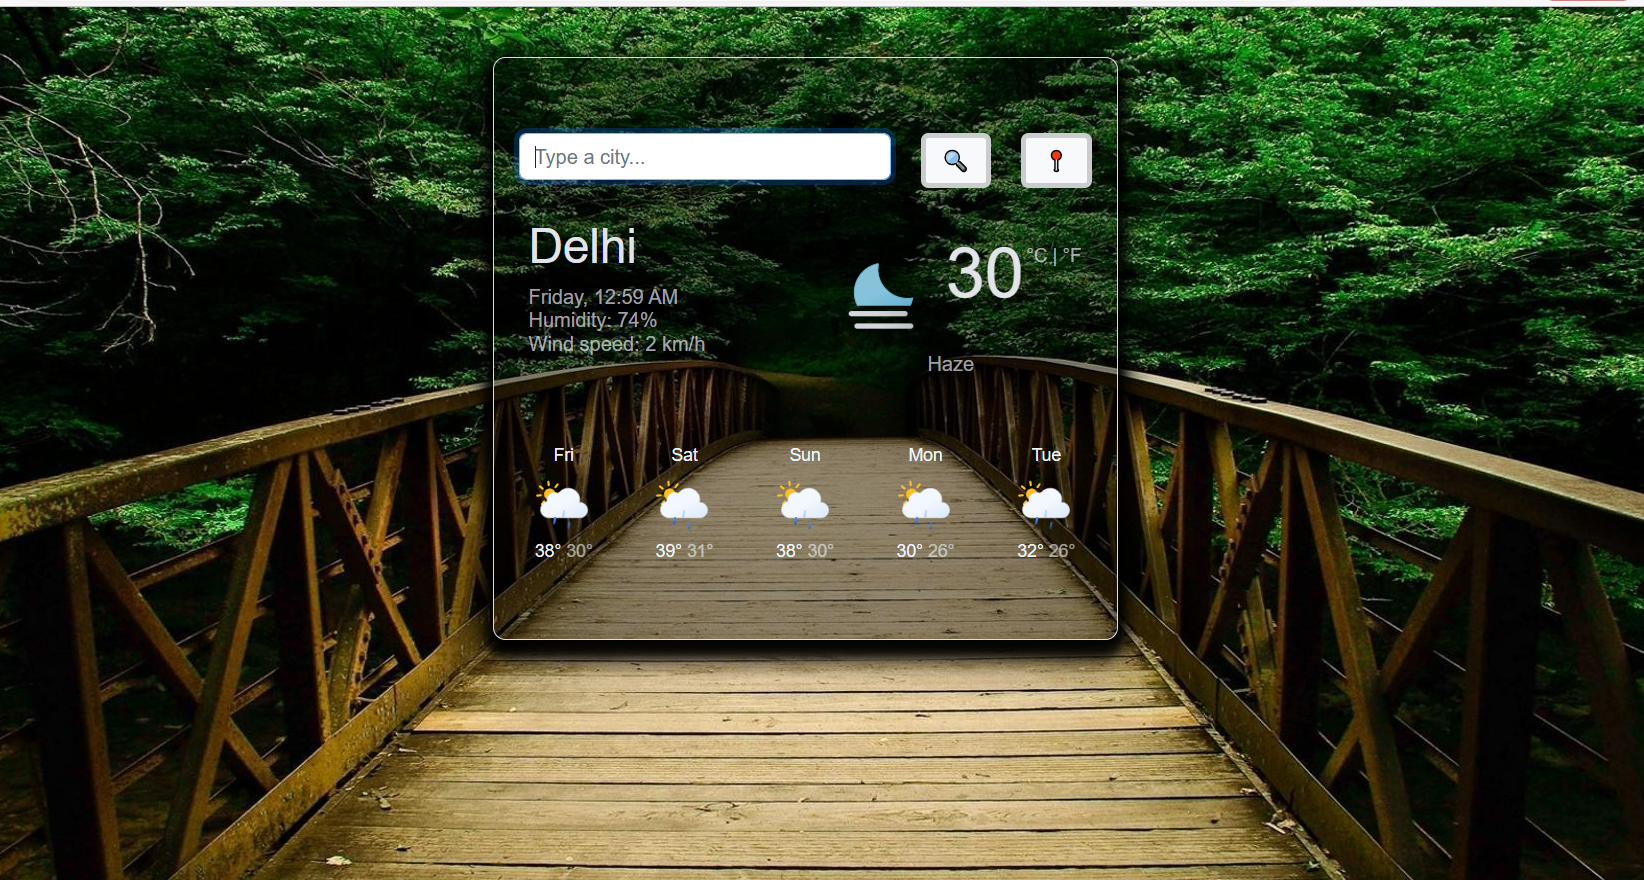 Type a city...
Delhi
Friday, 12:59 AM
Humidity: 74%
Wind speed: 2 km/h
30 °C | °F
Haze
Fri Sat Sun Mon Tue
38° 30° 39° 31° 38° 30° 30° 26° 32° 26°